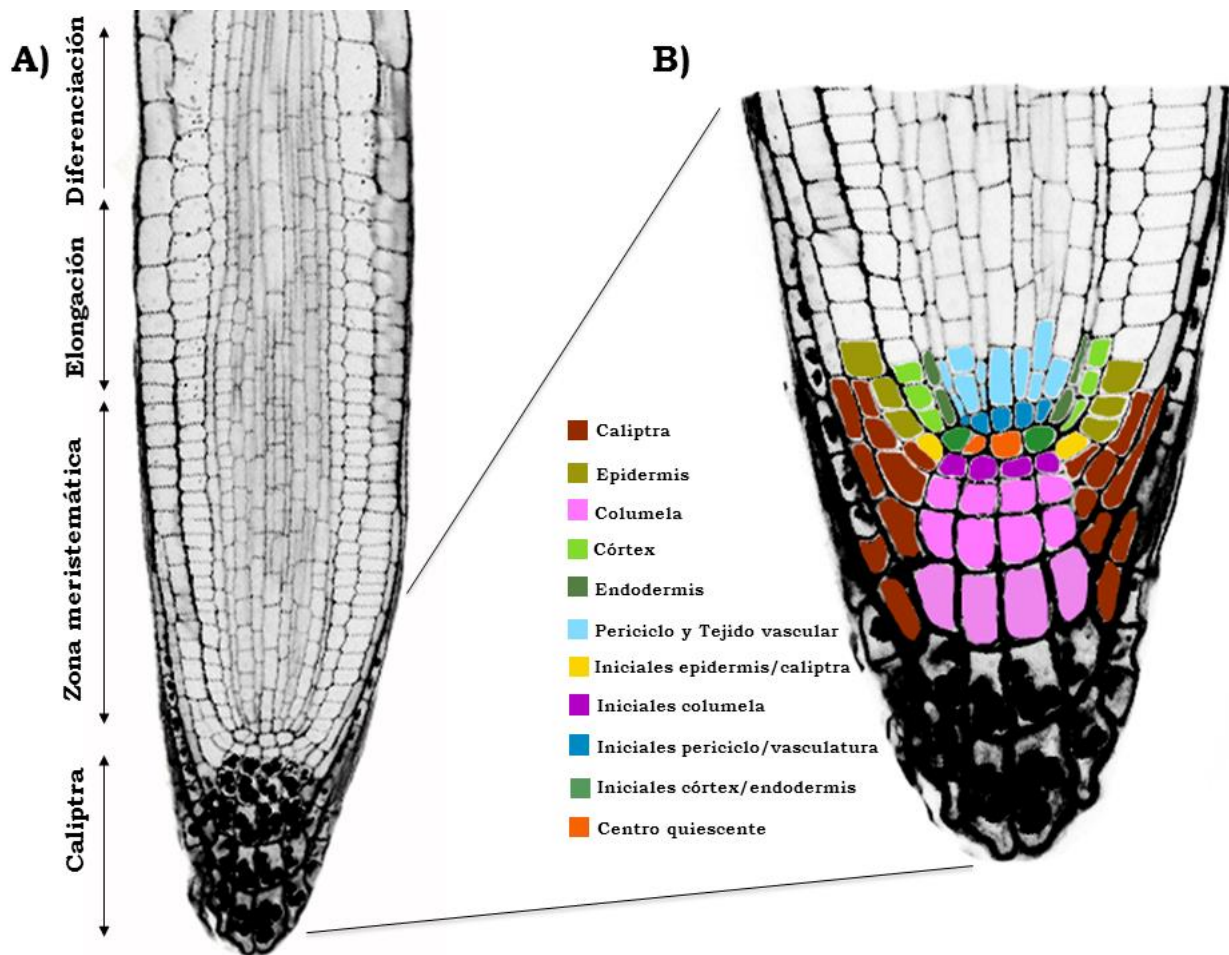 A)
Diferenciación
Elongación
Zona meristemática
Caliptra
B)
Caliptra
Epidermis
Columela
Córtex
Endodermis
Periciclo y Tejido vascular
Iniciales epidermis/caliptra
Iniciales columela
Iniciales periciclo/vasculatura
Iniciales córtex/endodermis
Centro quiescente